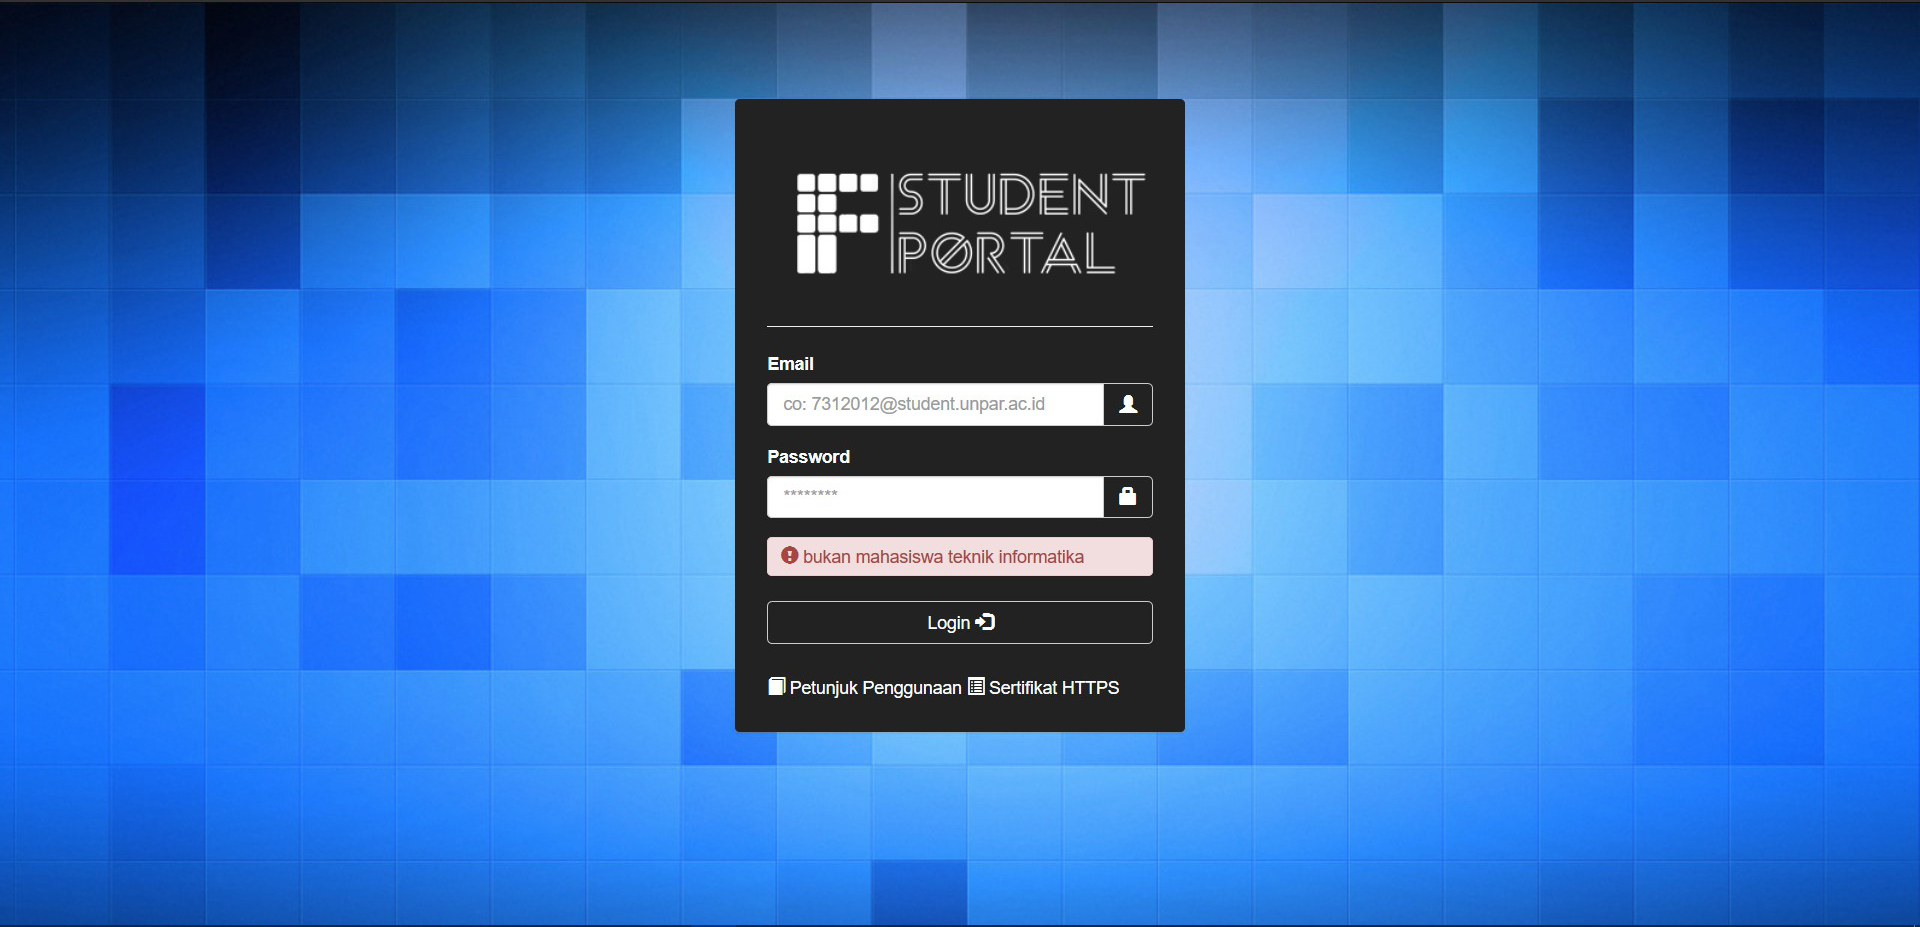 IF STUDENT
PØRTAL
Email
co: 7312012@student.unpar.ac.id
Password
********
bukan mahasiswa teknik informatika
Login
Petunjuk Penggunaan Sertifikat HTTPS